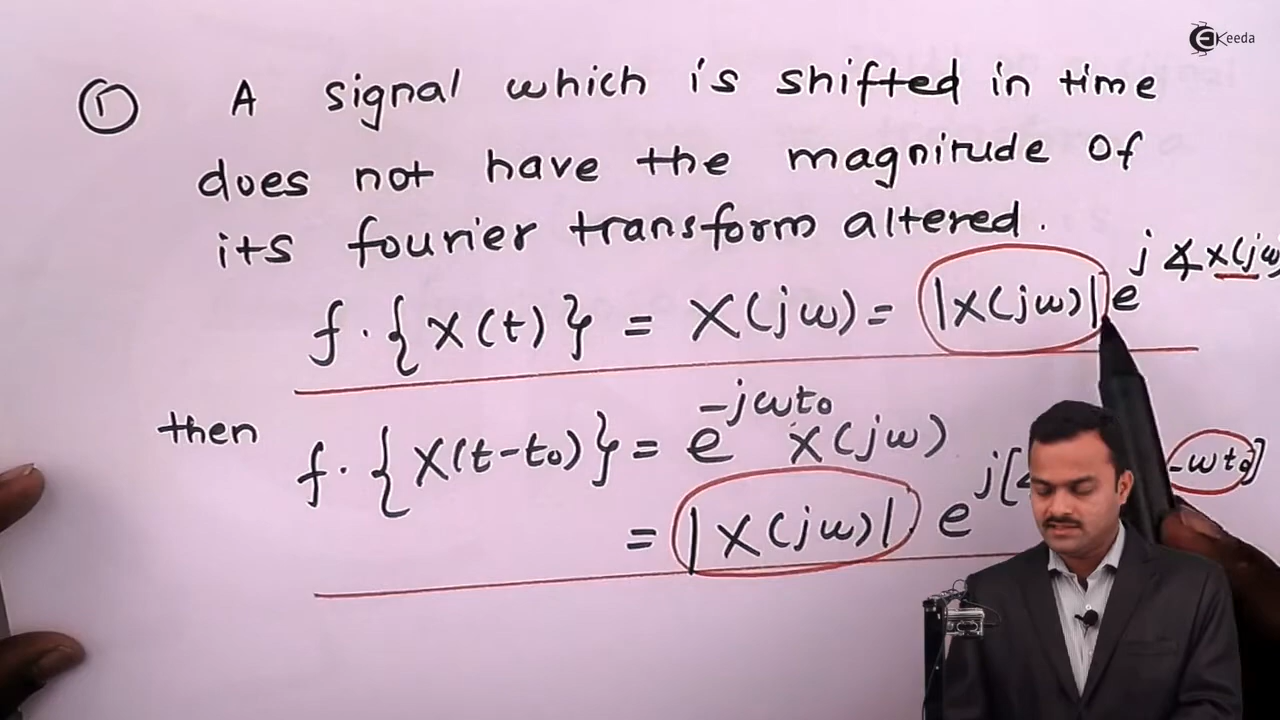 Keeda
① A signal which is shifted in time
does not have the magnitude of
its fourier transform altered.
f·{x(t)} = X(jω) = |X(jω)| e^j∡x(jω
then f·{x(t-t₀)} = e^-jωt₀ X(jω)
= |X(jω)| e^j[∡ -ωt₀]